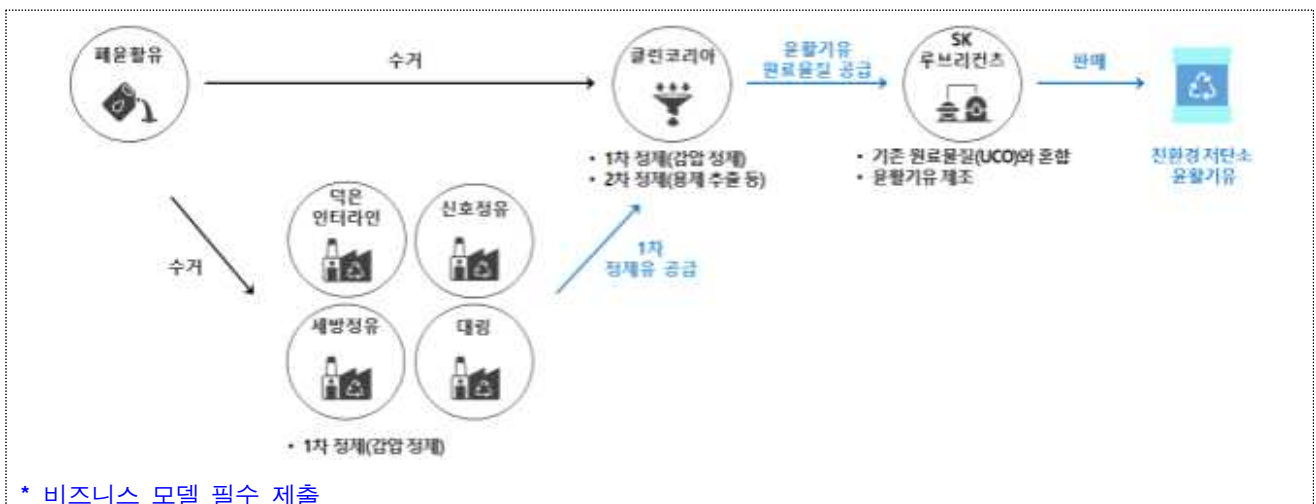 폐윤활유
수거
클린코리아
윤활기유
원료물질 공급
SK
루브리컨츠
판매
• 1차 정제(감압 정제)
• 2차 정제(용제 추출 등)
• 기존 원료물질(UCO)와 혼합
• 윤활기유 제조
친환경 저탄소
윤활기유
수거
덕은
인터라인
신호정유
세방정유
대림
1차
정제유 공급
• 1차 정제(감압 정제)
* 비즈니스 모델 필수 제출